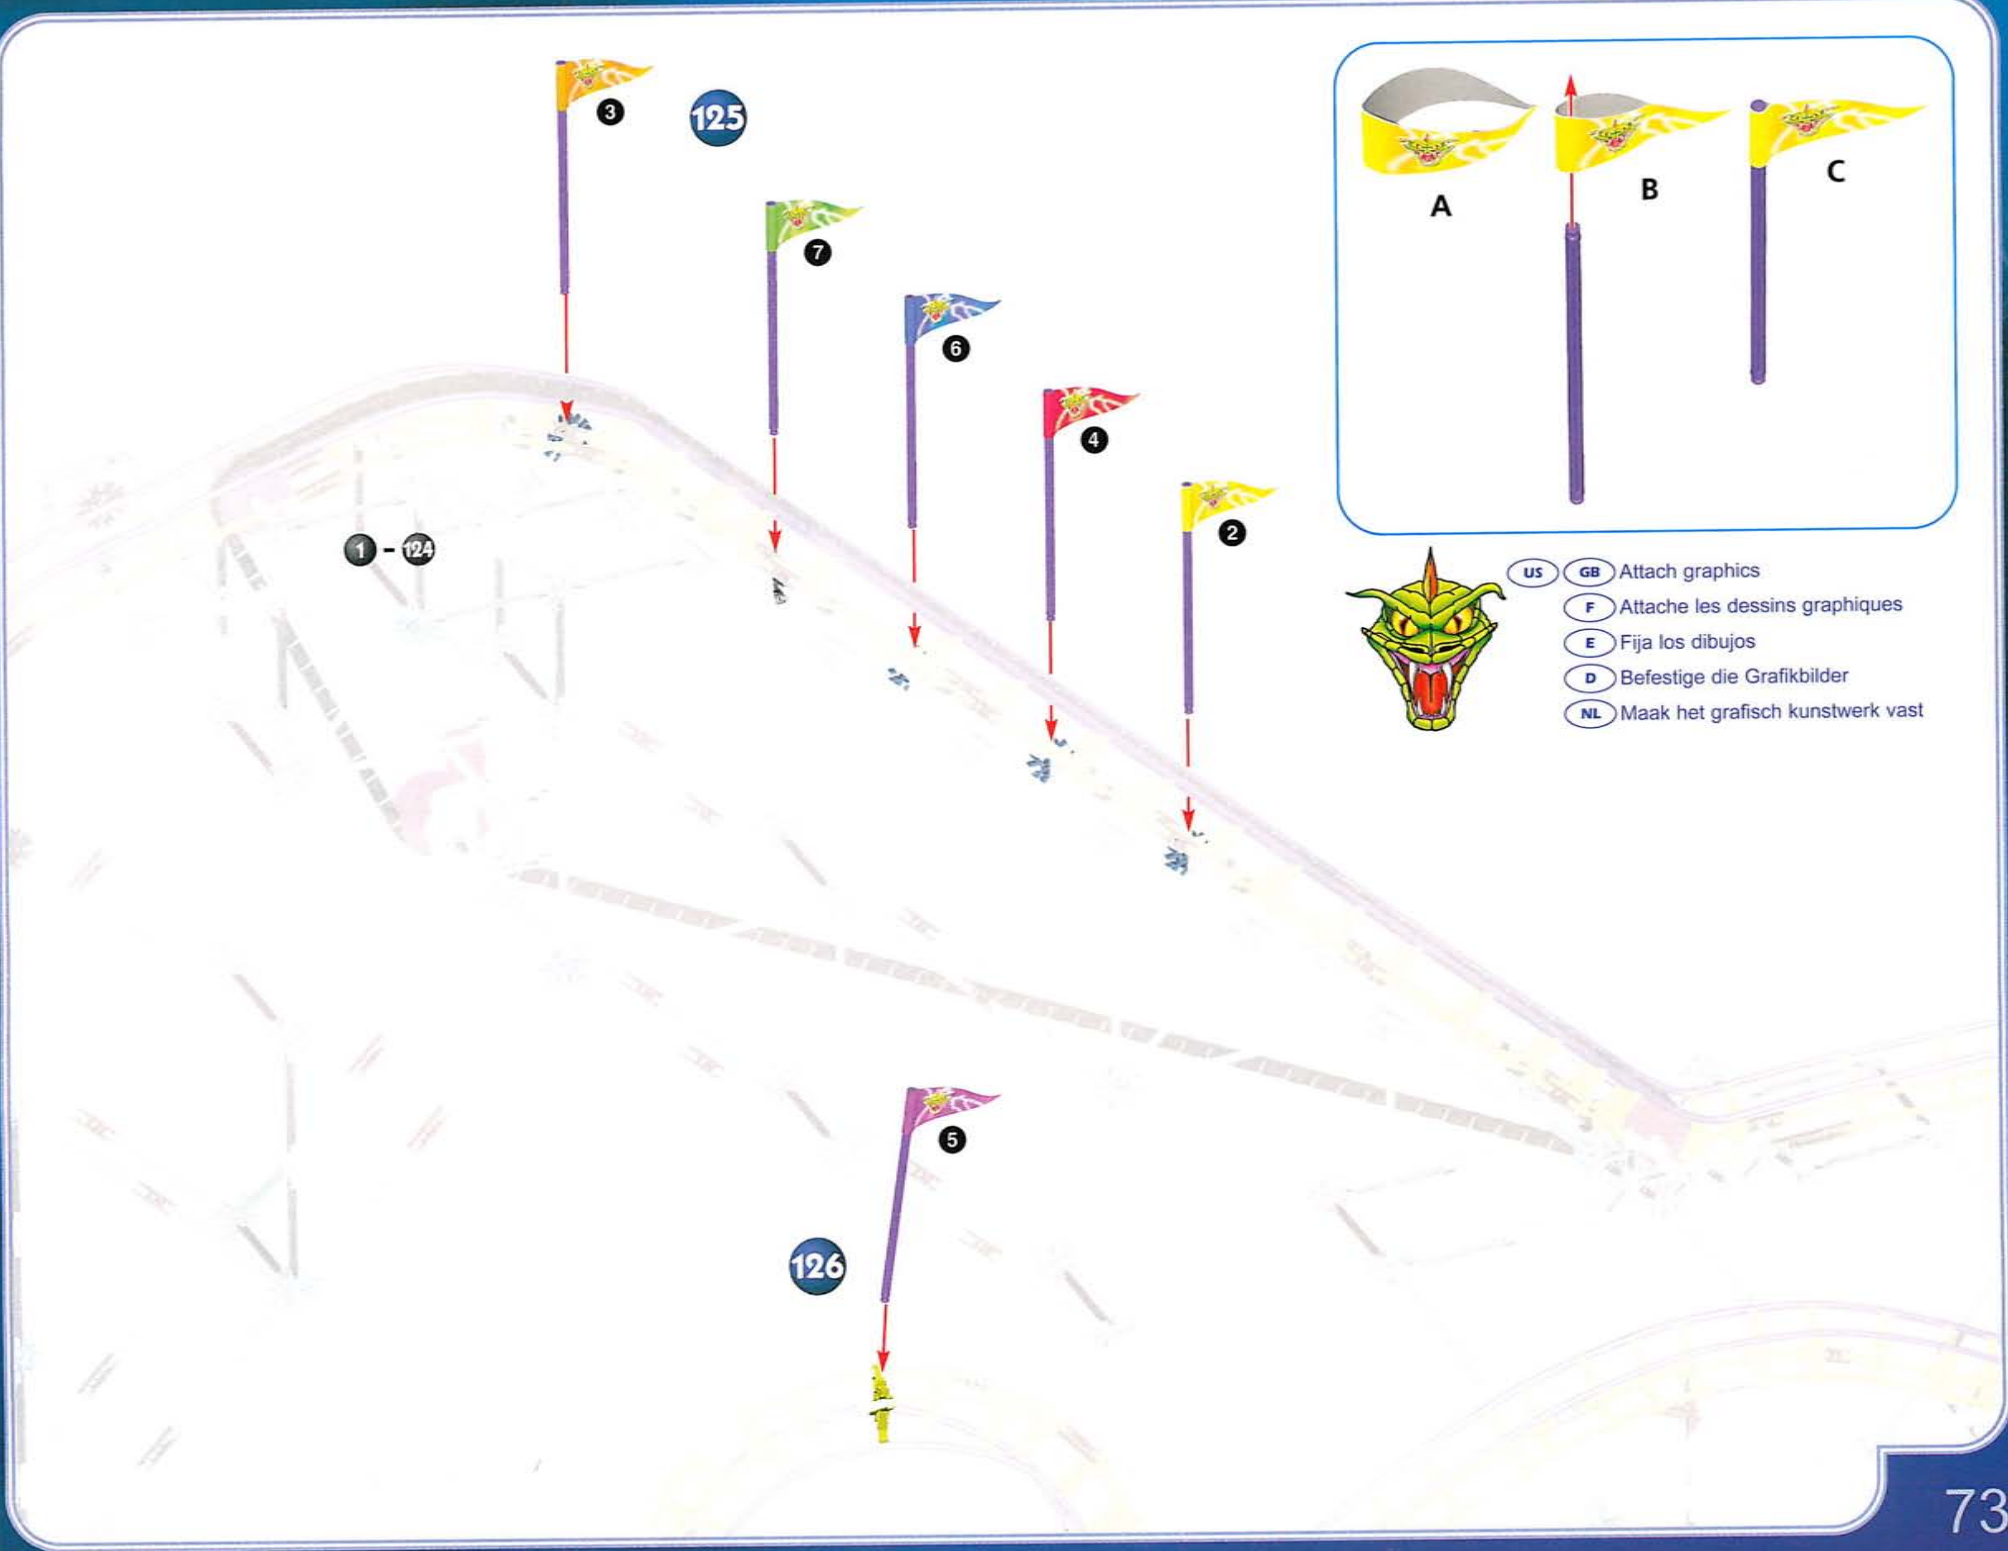 3
125
7
6
4
2
1 - 124
A
B
C
US GB Attach graphics
F Attache les dessins graphiques
E Fija los dibujos
D Befestige die Grafikbilder
NL Maak het grafisch kunstwerk vast
5
126
73